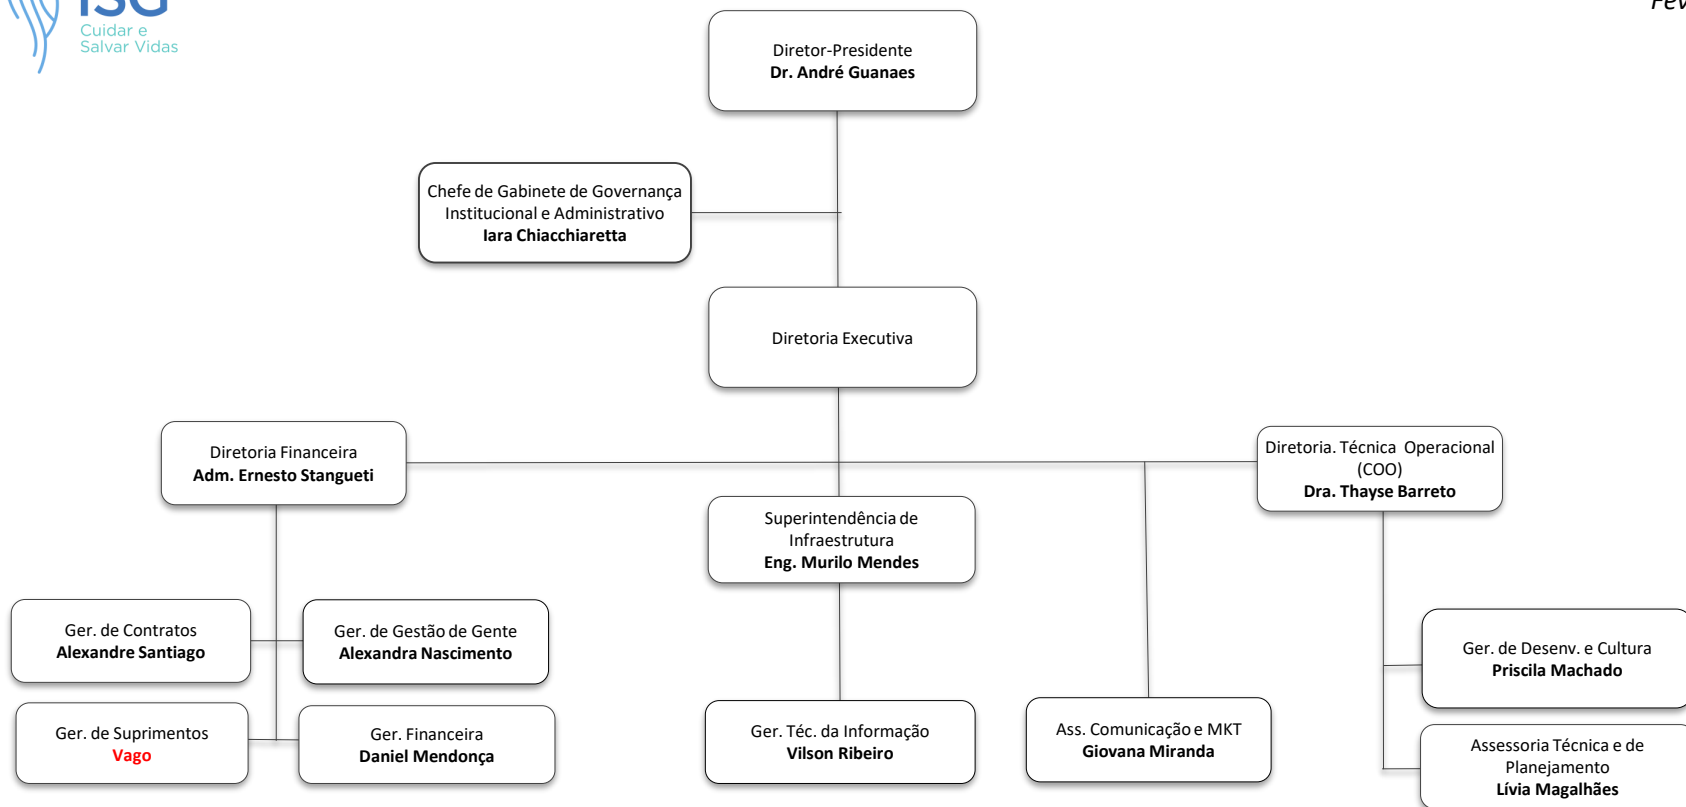 ISG
Cuidar e
Salvar Vidas
Fev
Diretor-Presidente
Dr. André Guanaes
Chefe de Gabinete de Governança
Institucional e Administrativo
Iara Chiacchiaretta
Diretoria Executiva
Diretoria Financeira
Adm. Ernesto Stangueti
Diretoria. Técnica  Operacional
(COO)
Dra. Thayse Barreto
Superintendência de
Infraestrutura
Eng. Murilo Mendes
Ger. de Contratos
Alexandre Santiago
Ger. de Gestão de Gente
Alexandra Nascimento
Ger. de Desenv. e Cultura
Priscila Machado
Ger. de Suprimentos
Vago
Ger. Financeira
Daniel Mendonça
Ger. Téc. da Informação
Vilson Ribeiro
Ass. Comunicação e MKT
Giovana Miranda
Assessoria Técnica e de
Planejamento
Lívia Magalhães